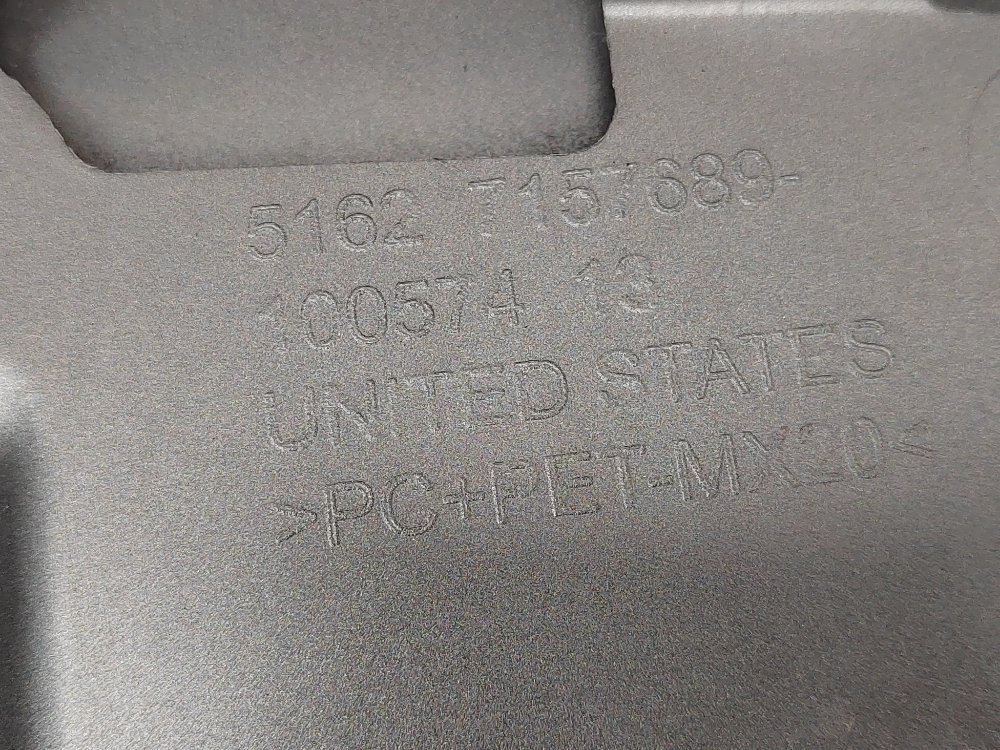 5162 7157689-
100574 13
UNITED STATES
>PC+PET-MX20<